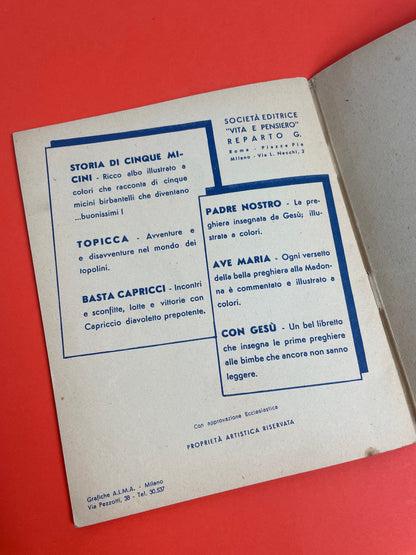 SOCIETÀ EDITRICE
"VITA E PENSIERO"
REPARTO G.
Roma - Piazza Pia
Milano - Via L. Necchi, 2
STORIA DI CINQUE MI-
CINI - Ricco albo illustrato a
colori che racconta di cinque
micini birbantelli che diventano
...buonissimi !
TOPICCA - Avventure e
e disavventure nel mondo dei
topolini.
BASTA CAPRICCI - Incontri
e sconfitte, lotte e vittorie con
Capriccio diavoletto prepotente.
PADRE NOSTRO - La pre-
ghiera insegnata da Gesù; illu-
strata a colori.
AVE MARIA - Ogni versetto
della bella preghiera alla Madon-
na è commentato e illustrato a
colori.
CON GESÙ - Un bel libretto
che insegna le prime preghiere
alle bimbe che ancora non sanno
leggere.
Con approvazione Ecclesiastica
PROPRIETÀ ARTISTICA RISERVATA
Grafiche A.L.M.A. - Milano
Via Pezzotti, 38 - Tel. 30.537